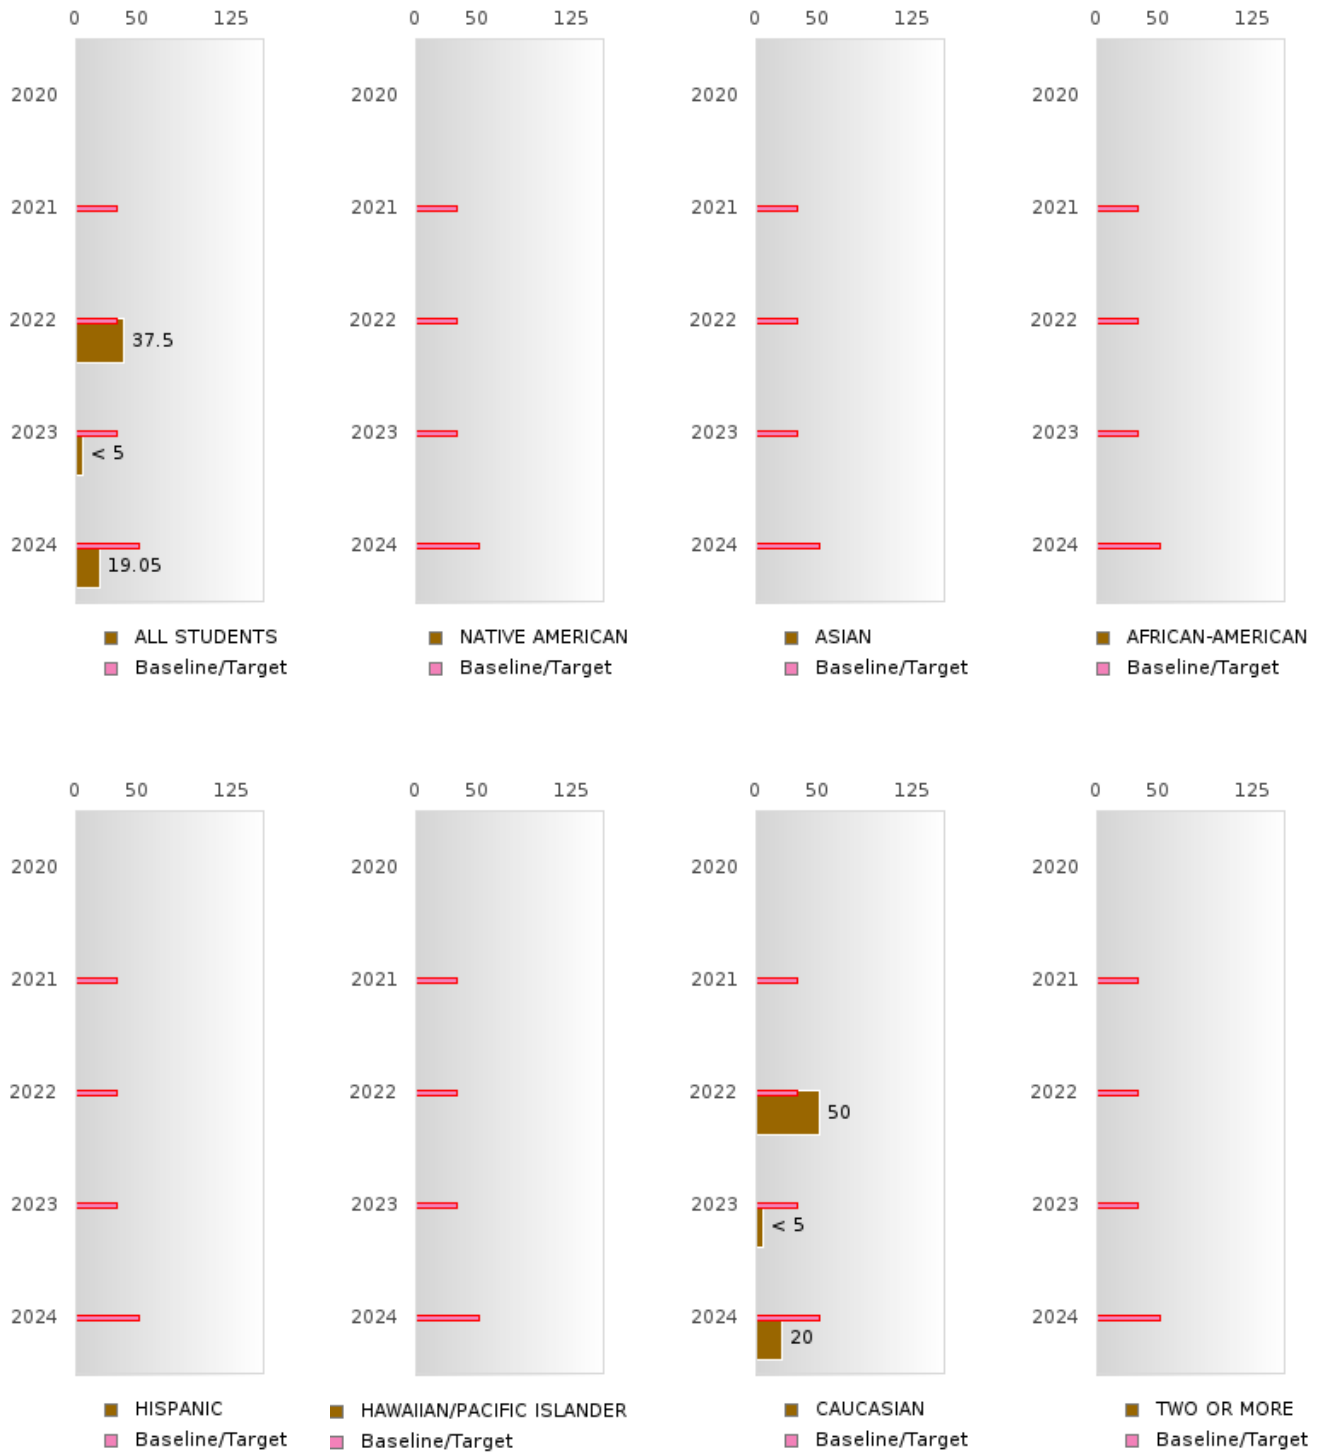 0 50 125
0 50 125
0 50 125
0 50 125
2020
2021
2022
2023
2024
37.5
< 5
19.05
ALL STUDENTS
Baseline/Target
2020
2021
2022
2023
2024
NATIVE AMERICAN
Baseline/Target
2020
2021
2022
2023
2024
ASIAN
Baseline/Target
2020
2021
2022
2023
2024
AFRICAN-AMERICAN
Baseline/Target
0 50 125
0 50 125
0 50 125
0 50 125
2020
2021
2022
2023
2024
HISPANIC
Baseline/Target
2020
2021
2022
2023
2024
HAWAIIAN/PACIFIC ISLANDER
Baseline/Target
2020
2021
2022
2023
2024
50
< 5
20
CAUCASIAN
Baseline/Target
2020
2021
2022
2023
2024
TWO OR MORE
Baseline/Target